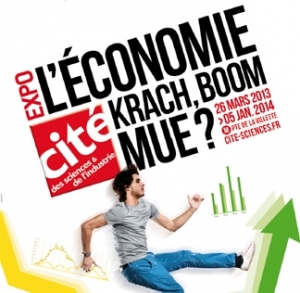 EXPO
L'ÉCONOMIE
KRACH, BOOM
MUE ?
cité
des sciences &
de l'industrie
26 MARS 2013
> 05 JAN. 2014
M PTE DE LA VILLETTE
CITE-SCIENCES.FR